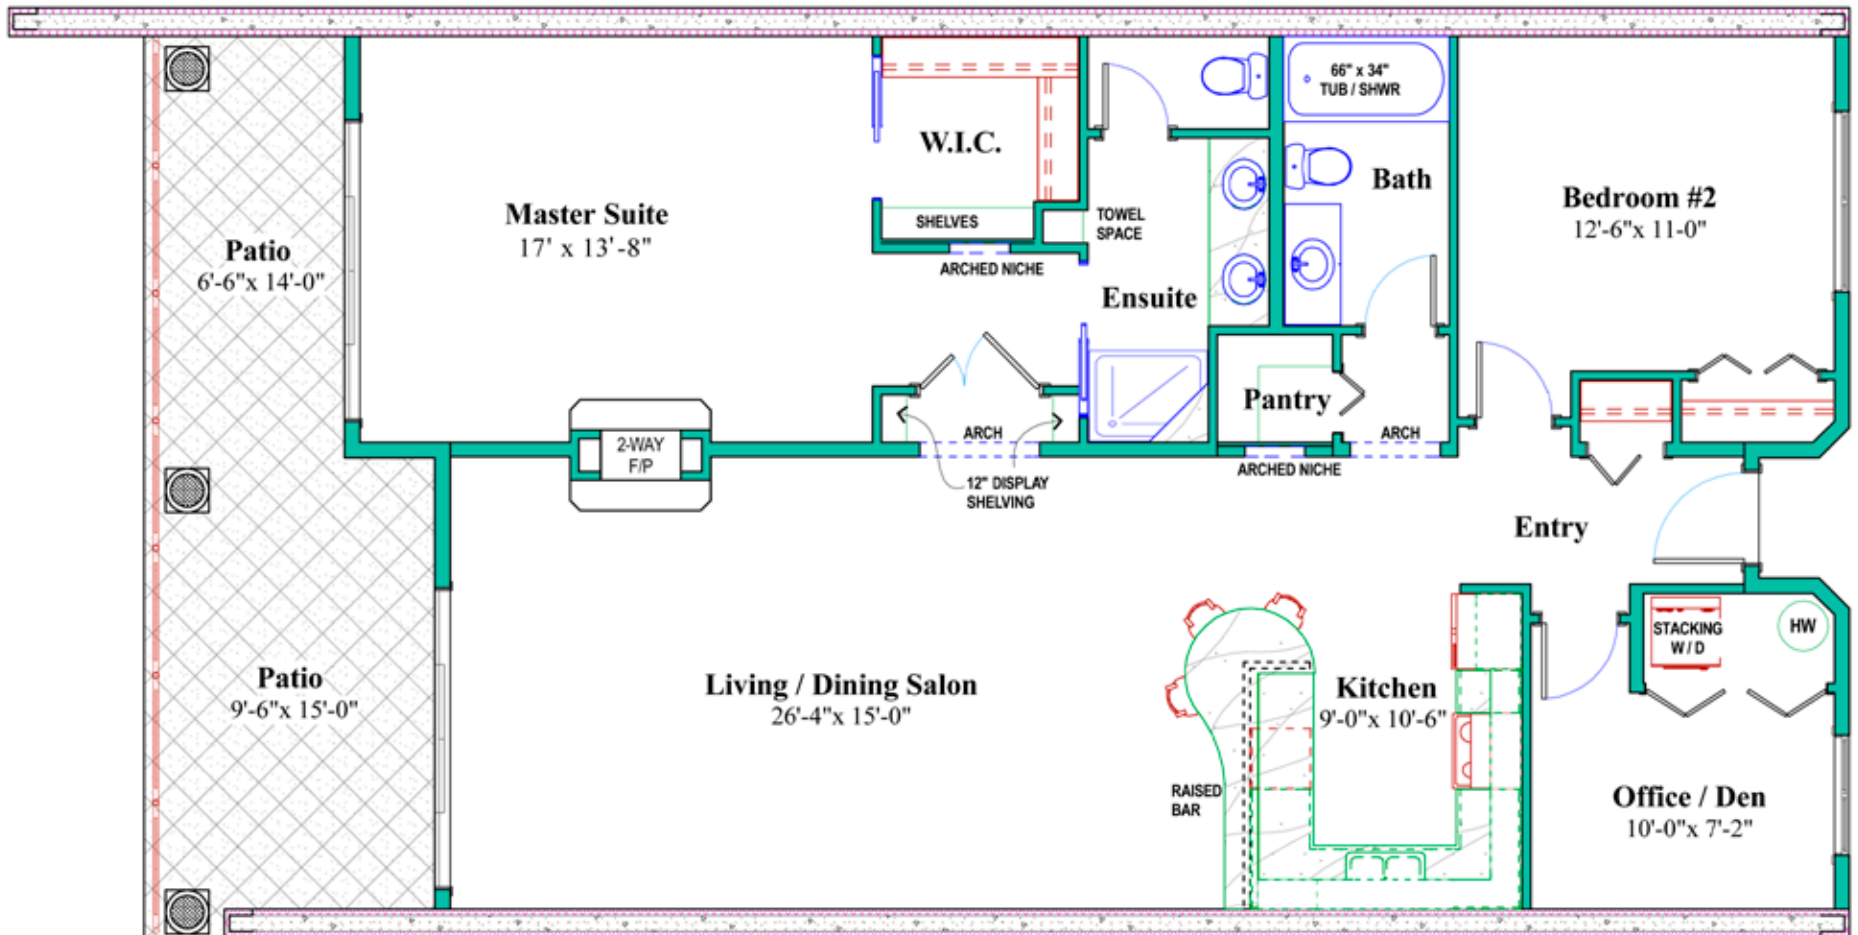 66" x 34"
TUB / SHWR
W.I.C.
Bath
Master Suite
17' x 13'-8"
SHELVES
TOWEL
SPACE
Bedroom #2
12'-6"x 11-0"
Patio
6'-6"x 14'-0"
ARCHED NICHE
Ensuite
Pantry
ARCH
ARCH
2-WAY
F/P
ARCHED NICHE
12" DISPLAY
SHELVING
Entry
STACKING
W / D
HW
Patio
9'-6"x 15'-0"
Living / Dining Salon
26'-4"x 15'-0"
Kitchen
9'-0"x 10'-6"
RAISED
BAR
Office / Den
10'-0"x 7'-2"